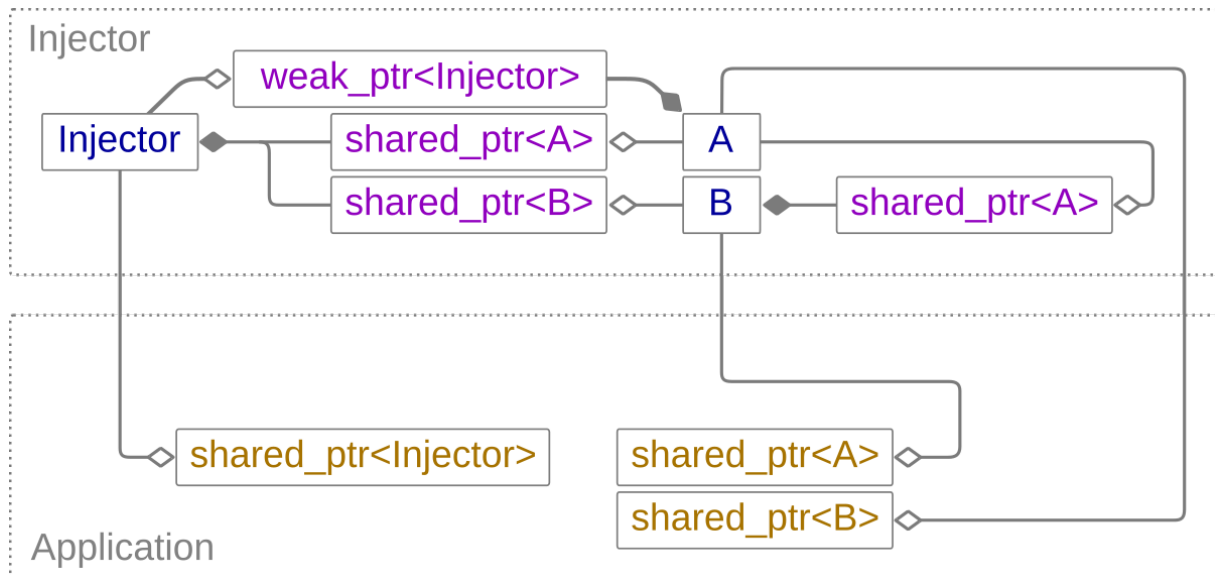 Injector
weak_ptr<Injector>
Injector
shared_ptr<A>
A
shared_ptr<B>
B
shared_ptr<A>
shared_ptr<Injector>
shared_ptr<A>
shared_ptr<B>
Application